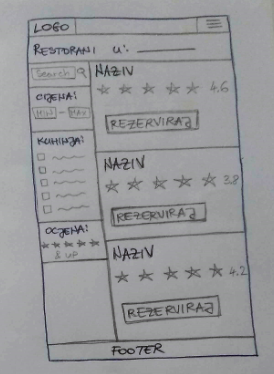 LOGO
RESTORANI U:
Search
CIJENA:
MIN - MAX
KUHINJA:
OCJENA:
& UP
NAZIV
4.6
REZERVIRAJ
NAZIV
3.8
REZERVIRAJ
NAZIV
4.2
REZERVIRAJ
FOOTER